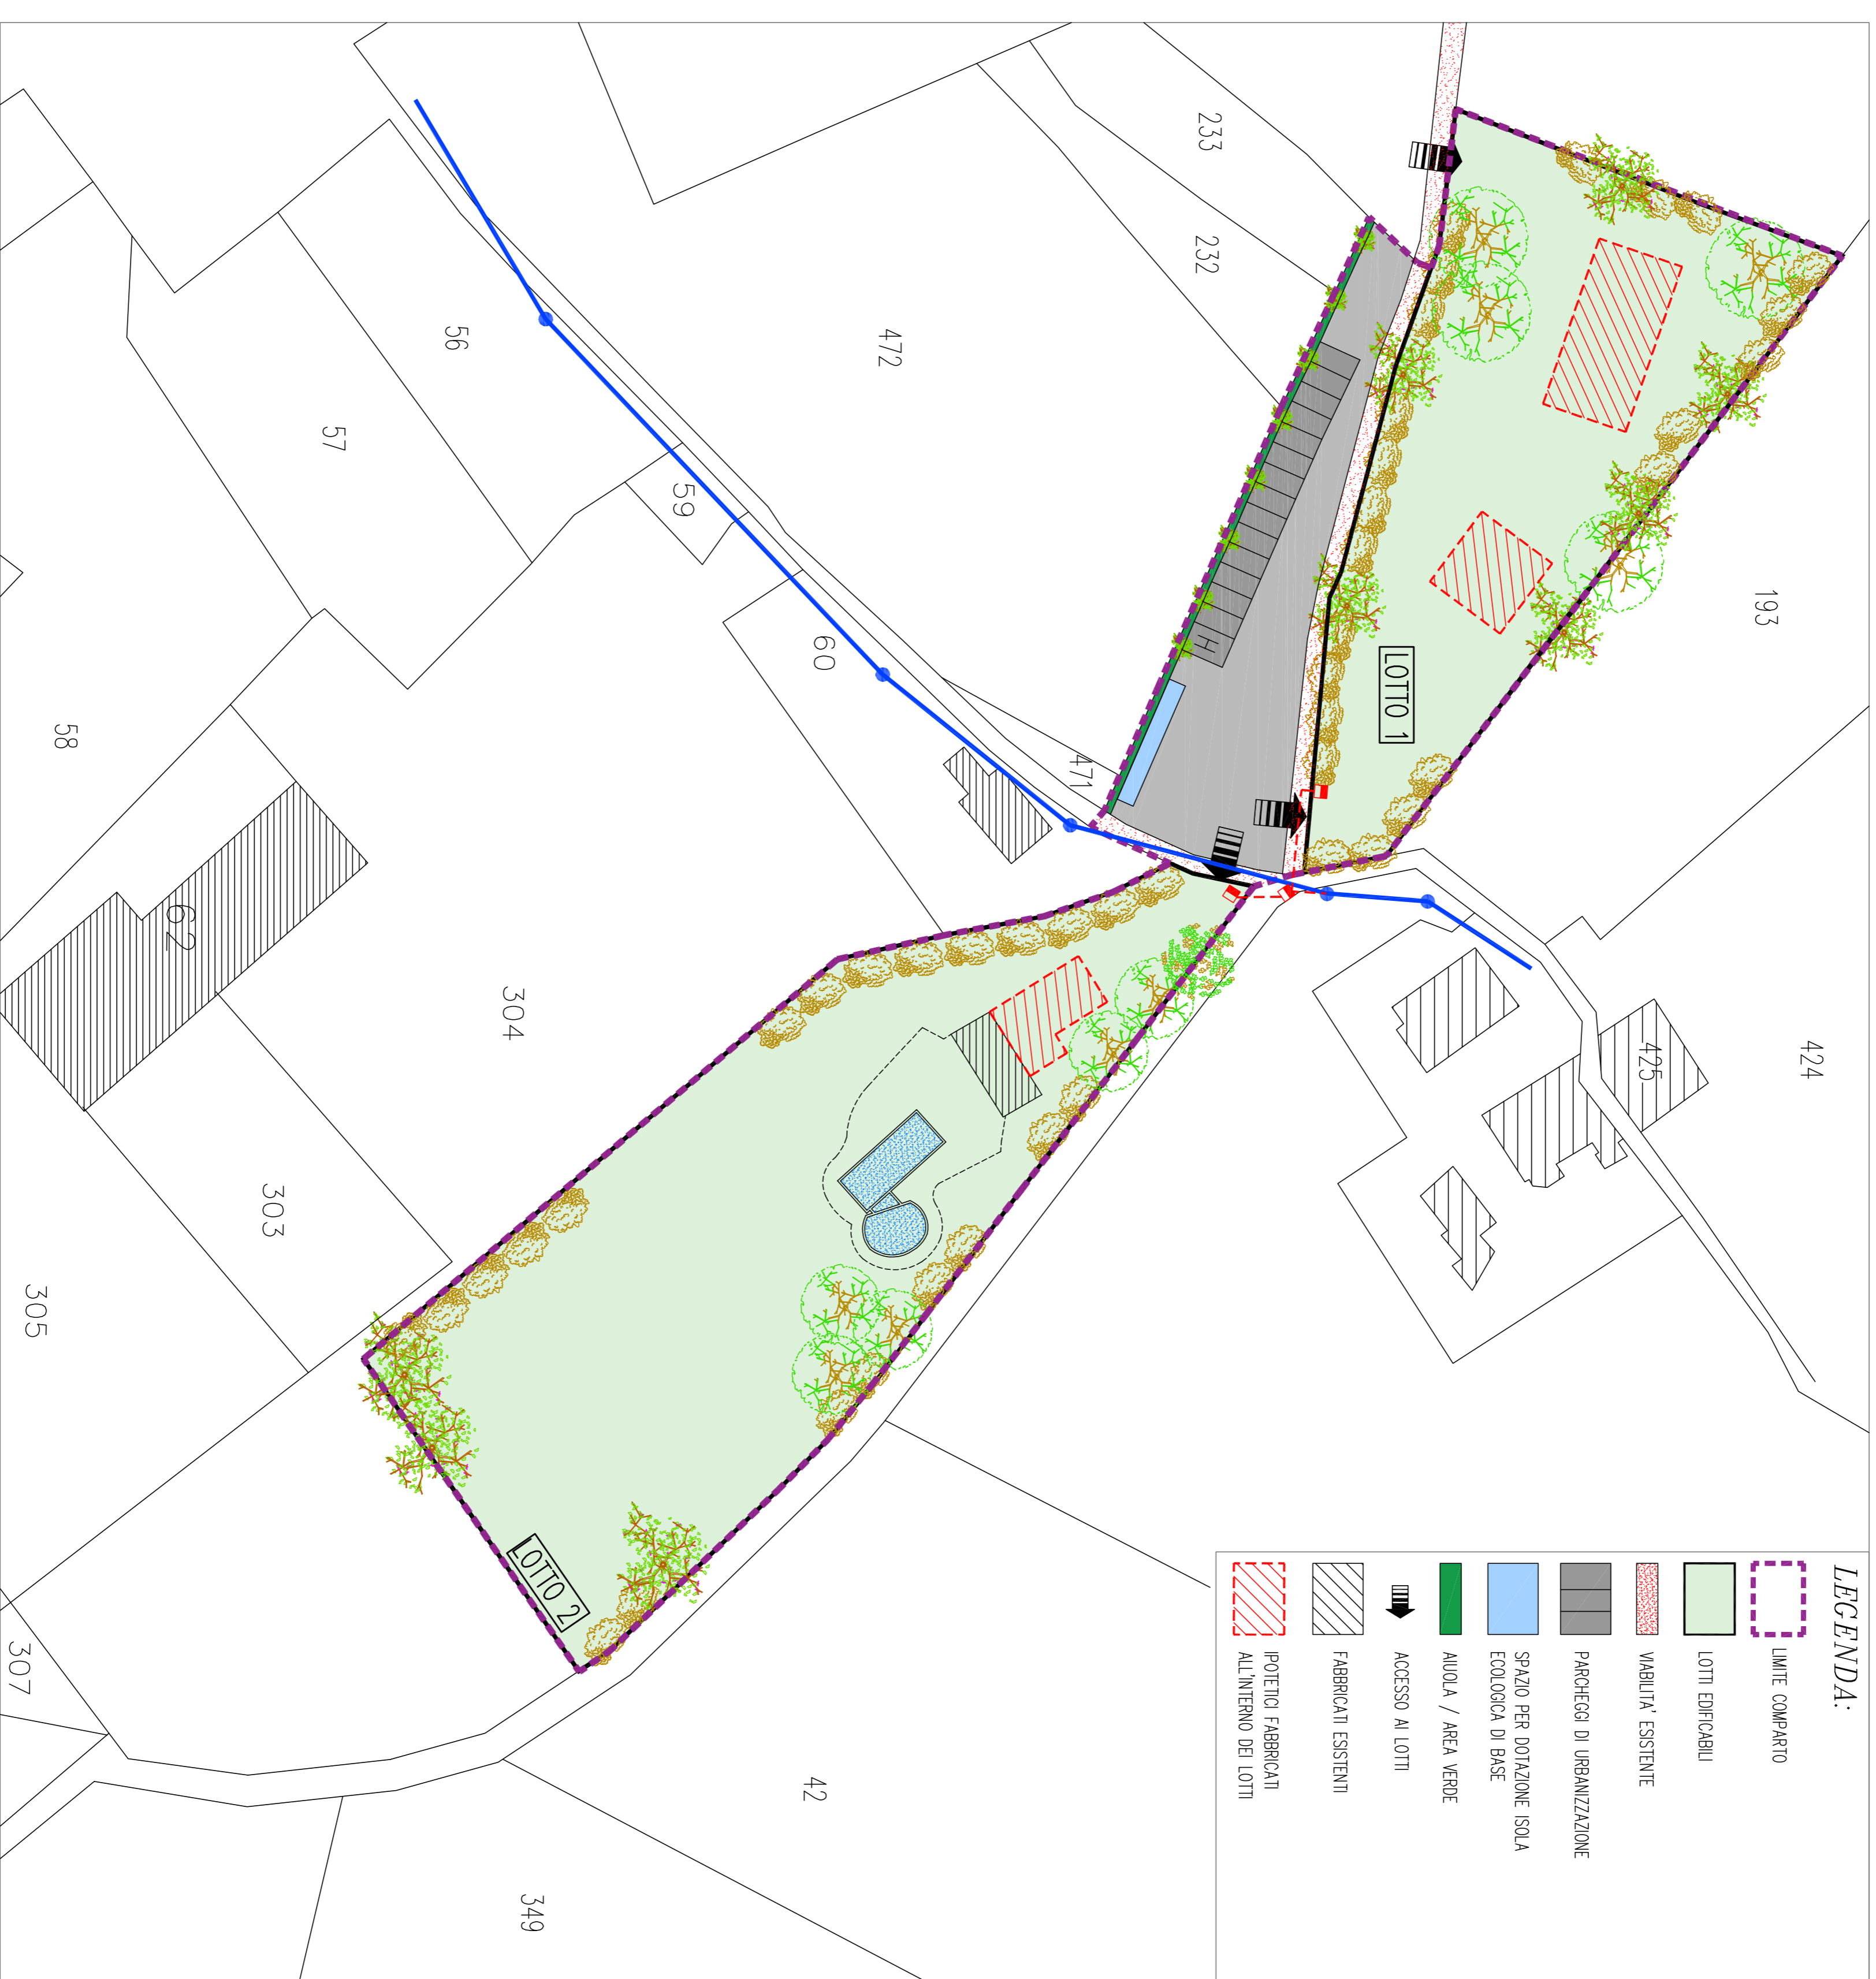 LEGENDA:
LIMITE COMPARTO
LOTTI EDIFICABILI
VIABILITA' ESISTENTE
PARCHEGGI DI URBANIZZAZIONE
SPAZIO PER DOTAZIONE ISOLA
ECOLOGICA DI BASE
AIUOLA / AREA VERDE
ACCESSO AI LOTTI
FABBRICATI ESISTENTI
IPOTETICI FABBRICATI
ALL'INTERNO DEI LOTTI
424
193
425
LOTTO 1
233
232
H
471
472
60
59
42
LOTTO 2
349
304
56
57
303
62
58
305
307